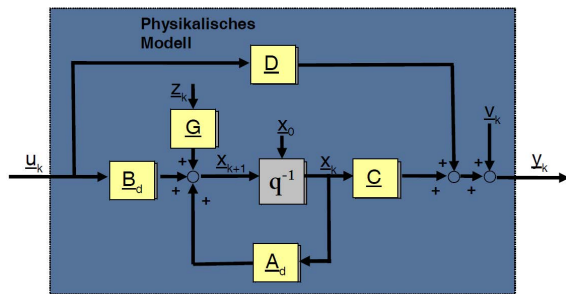 Physikalisches
Modell
D
z_k
G
x_0
v_k
u_k
B_d
x_{k+1}
q^{-1}
x_k
C
y_k
A_d
+
+
+
+
+
+
+